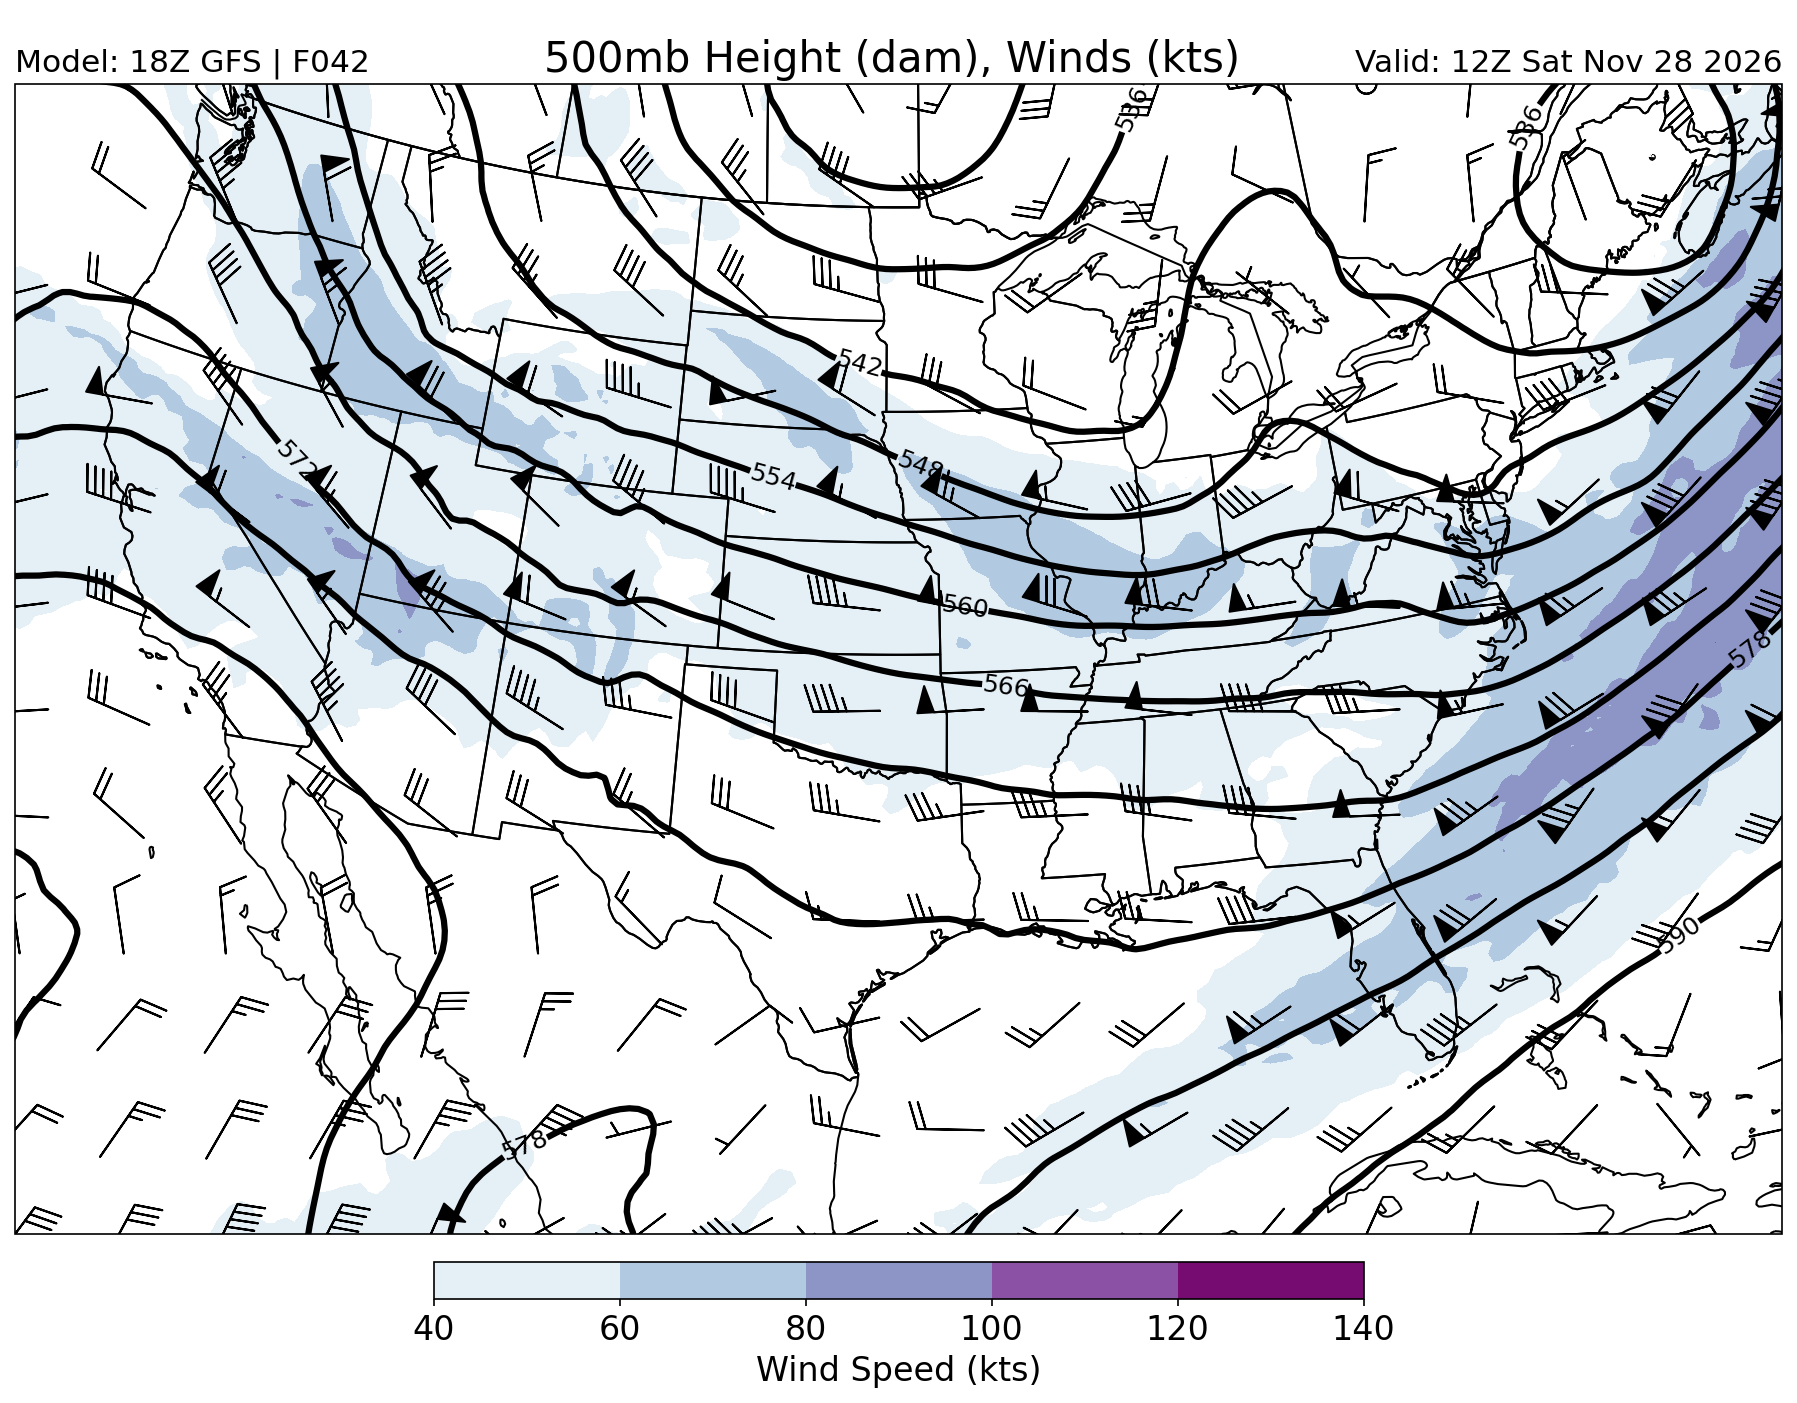 Model: 18Z GFS | F042
500mb Height (dam), Winds (kts)
Valid: 12Z Sat Nov 28 2026
536
536
542
572
548
554
560
578
566
590
578
40 60 80 100 120 140
Wind Speed (kts)